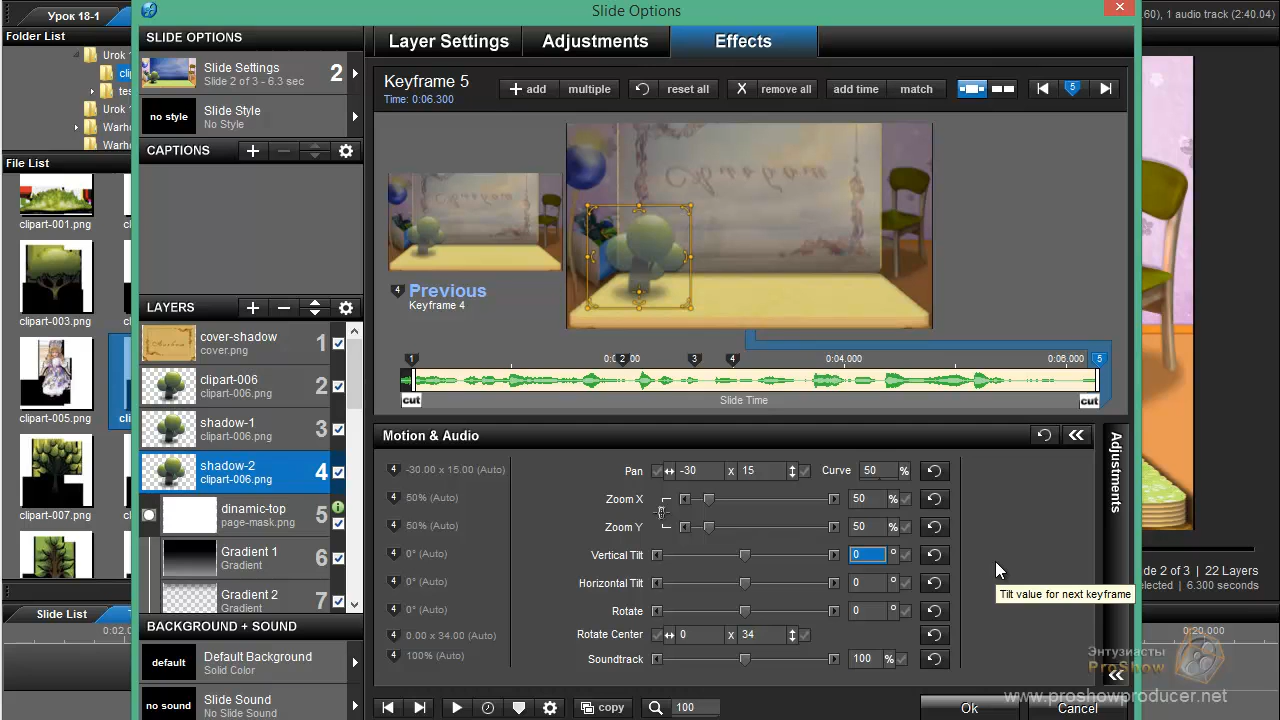 Урок 18-1
Slide Options
60), 1 audio track (2:40.04)
Folder List
Urok
cli
tes
Urok
Warho
Warho
File List
clipart-001.png
clipart-003.png
clipart-005.png
cli
clipart-007.png
Slide List
0:02.0
SLIDE OPTIONS
Slide Settings
Slide 2 of 3 - 6.3 sec
2
no style
Slide Style
No Style
CAPTIONS
LAYERS
cover-shadow
cover.png
1
clipart-006
clipart-006.png
2
shadow-1
clipart-006.png
3
shadow-2
clipart-006.png
4
dinamic-top
page-mask.png
5
Gradient 1
Gradient
6
Gradient 2
Gradient
7
BACKGROUND + SOUND
default
Default Background
Solid Color
no sound
Slide Sound
No Slide Sound
Layer Settings
Adjustments
Effects
Keyframe 5
Time: 0:06.300
add
multiple
reset all
X
remove all
add time
match
5
4
Previous
Keyframe 4
1
2
3
4
0:04.000
0:06.000
5
cut
Slide Time
cut
Motion & Audio
4 -30.00 x 15.00 (Auto) Pan -30 x 15 Curve 50 %
4 50% (Auto) Zoom X 50 %
4 50% (Auto) Zoom Y 50 %
4 0° (Auto) Vertical Tilt 0 °
4 0° (Auto) Horizontal Tilt 0 °
4 0° (Auto) Rotate 0 °
4 0.00 x 34.00 (Auto) Rotate Center 0 x 34
4 100% (Auto) Soundtrack 100 %
Adjustments
Tilt value for next keyframe
copy
100
Ok
Cancel
de 2 of 3 | 22 Layers
elected | 6.300 seconds
0:20.000
Энтузиасты
ProShow
www.proshowproducer.net